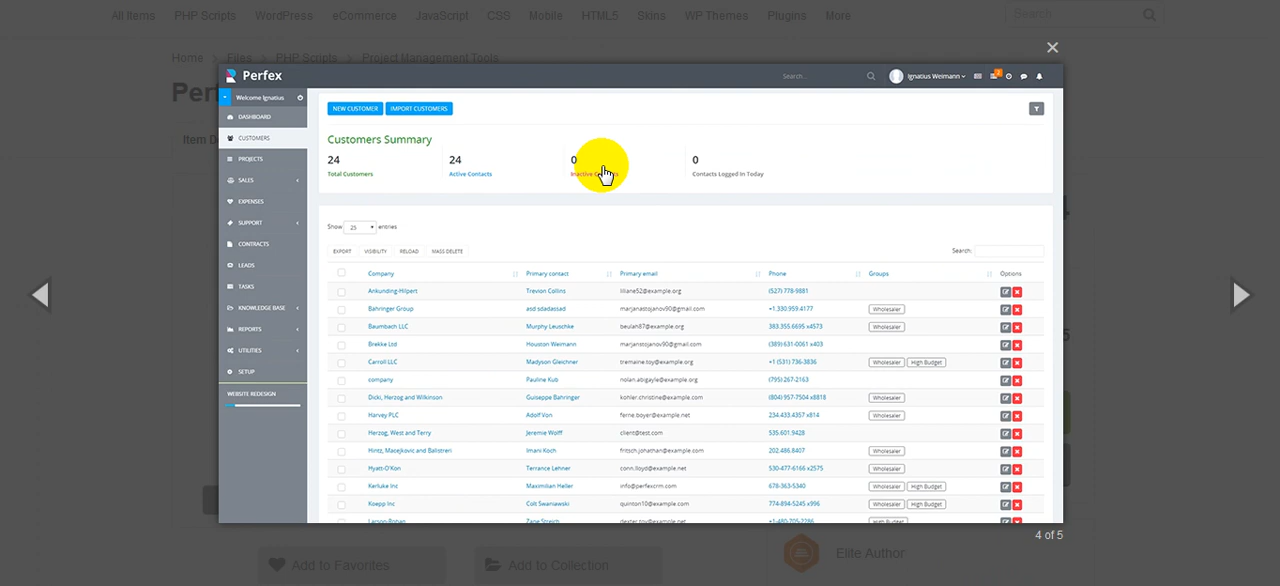 All Items PHP Scripts WordPress eCommerce JavaScript CSS Mobile HTML5 Skins WP Themes Plugins More Search
Home Files PHP Scripts Project Management Tools
Perfex
Search...
Ignatius Weimann
2
Welcome Ignatius
DASHBOARD
CUSTOMERS
PROJECTS
SALES
EXPENSES
SUPPORT
CONTRACTS
LEADS
TASKS
KNOWLEDGE BASE
REPORTS
UTILITIES
SETUP
WEBSITE REDESIGN
NEW CUSTOMER IMPORT CUSTOMERS
Customers Summary
24 24 0 0
Total Customers Active Contacts Inactive Contacts Contacts Logged In Today
Show 25 entries
EXPORT VISIBILITY RELOAD MASS DELETE Search:
Company Primary contact Primary email Phone Groups Options
Ankunding-Hilpert Trevion Collins liliane52@example.org (527) 778-9881
Bahringer Group asd sdadassad marjanstojanov90@gmail.com +1.330.959.4177 Wholesaler
Baumbach LLC Murphy Leuschke beulah87@example.org 383.355.6695 x4573 Wholesaler
Brekke Ltd Houston Weimann marjanstojanov90@gmail.com (389) 631-0061 x403
Carroll LLC Madyson Gleichner tremaine.toy@example.org +1 (531) 736-3836 Wholesaler High Budget
company Pauline Kub nolan.abigayle@example.org (795) 267-2163
Dicki, Herzog and Wilkinson Guiseppe Bahringer kohler.christine@example.com (804) 957-7504 x8818 Wholesaler
Harvey PLC Adolf Von ferne.boyer@example.net 234.433.4357 x814 Wholesaler
Herzog, West and Terry Jeremie Wolff client@test.com 535.601.9428
Hintz, Macejkovic and Balistreri Imani Koch fritsch.jonathan@example.com 202.486.8407 Wholesaler
Hyatt-O'Kon Terrance Lehner conn.lloyd@example.net 530-477-6166 x2575 Wholesaler
Kerluke Inc Maximilian Heller info@perfexcrm.com 678-363-5340 Wholesaler High Budget
Koepp Inc Colt Swaniawski quinton10@example.com 774-894-5245 x996 Wholesaler High Budget
Larson-Rohan Zane Streich dexter.toy@example.com +1-480-705-2286 High Budget
4 of 5
Add to Favorites Add to Collection Elite Author